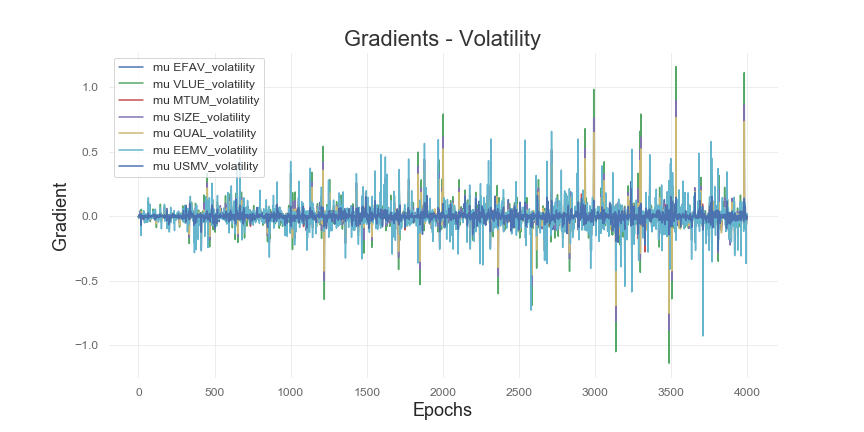 Gradients - Volatility
mu EFAV_volatility
mu VLUE_volatility
mu MTUM_volatility
mu SIZE_volatility
mu QUAL_volatility
mu EEMV_volatility
mu USMV_volatility
Gradient
1.0
0.5
0.0
−0.5
−1.0
0 500 1000 1500 2000 2500 3000 3500 4000
Epochs